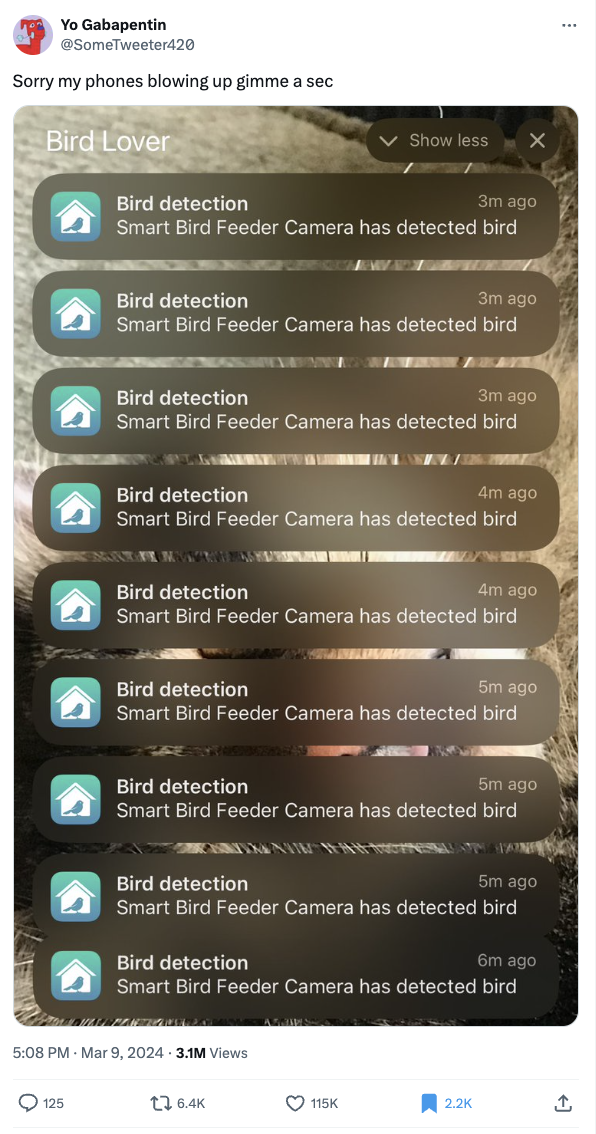 Yo Gabapentin
@SomeTweeter420
Sorry my phones blowing up gimme a sec
Bird Lover
Show less
Bird detection 3m ago
Smart Bird Feeder Camera has detected bird
Bird detection 3m ago
Smart Bird Feeder Camera has detected bird
Bird detection 3m ago
Smart Bird Feeder Camera has detected bird
Bird detection 4m ago
Smart Bird Feeder Camera has detected bird
Bird detection 4m ago
Smart Bird Feeder Camera has detected bird
Bird detection 5m ago
Smart Bird Feeder Camera has detected bird
Bird detection 5m ago
Smart Bird Feeder Camera has detected bird
Bird detection 5m ago
Smart Bird Feeder Camera has detected bird
Bird detection 6m ago
Smart Bird Feeder Camera has detected bird
5:08 PM · Mar 9, 2024 · 3.1M Views
125 6.4K 115K 2.2K